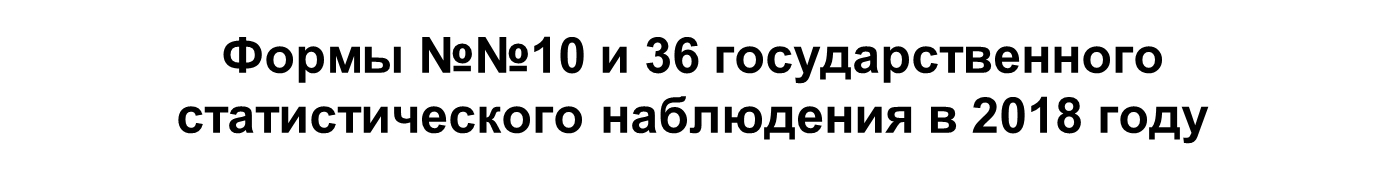 Формы №№10 и 36 государственного
статистического наблюдения в 2018 году